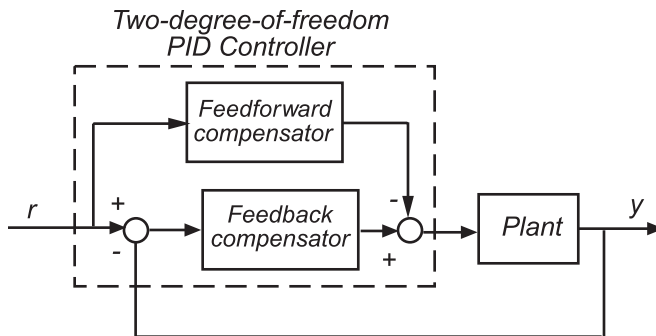 Two-degree-of-freedom
PID Controller
Feedforward
compensator
r
+
-
Feedback
compensator
-
+
Plant
y